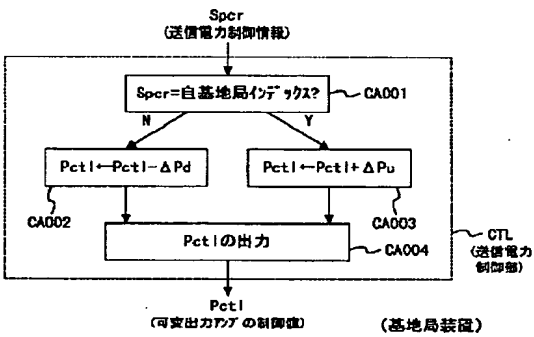 Spcr
(送信電力制御情報)
Spcr=自基地局ｲﾝﾃﾞｯｸｽ?
CA001
N
Y
Pctl←Pctl-ΔPd
Pctl←Pctl+ΔPu
CA002
CA003
Pctlの出力
CA004
CTL
(送信電力
制御部)
Pctl
(可変出力ｱﾝﾌﾟの制御値)
(基地局装置)